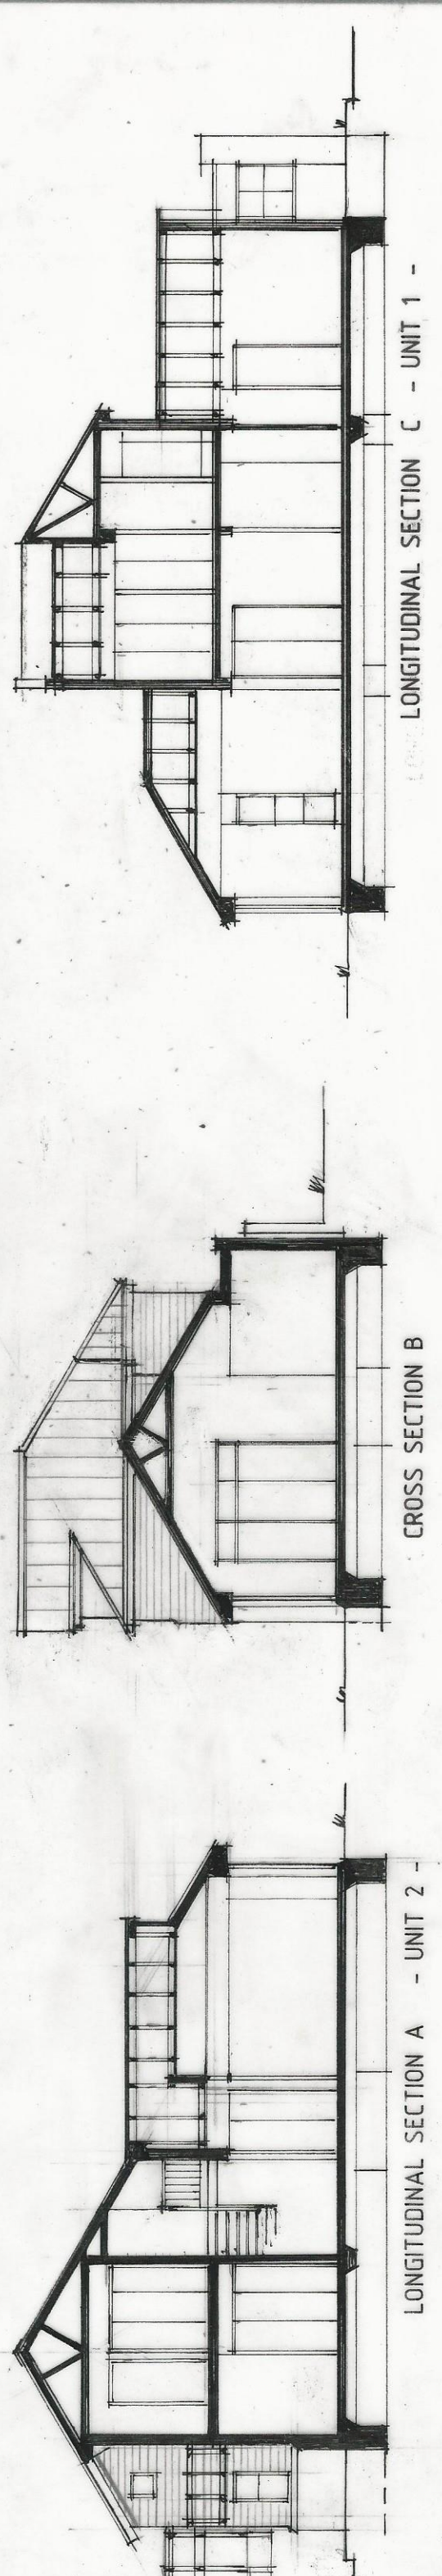 LONGITUDINAL SECTION A - UNIT 2 -
CROSS SECTION B
LONGITUDINAL SECTION C - UNIT 1 -